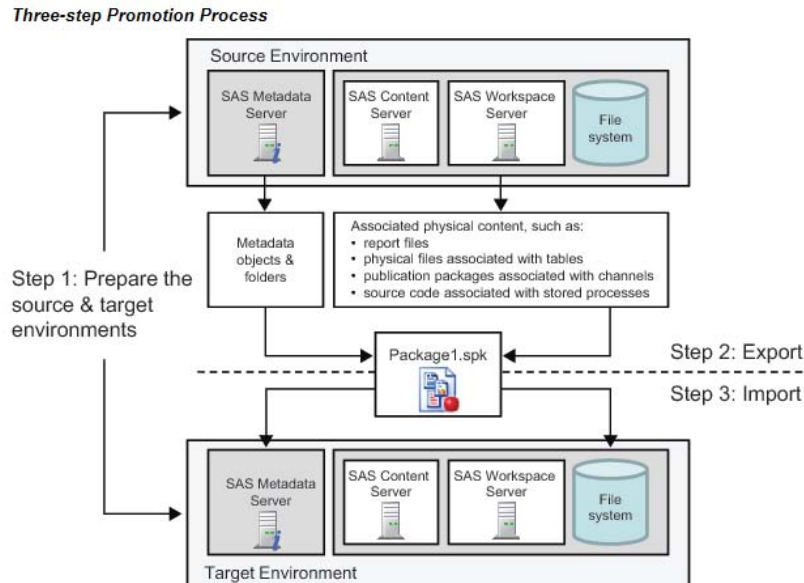 Three-step Promotion Process
Source Environment
SAS Metadata
Server
SAS Content
Server
SAS Workspace
Server
File
system
Metadata
objects &
folders
Associated physical content, such as:
• report files
• physical files associated with tables
• publication packages associated with channels
• source code associated with stored processes
Step 1: Prepare the
source & target
environments
Package1.spk
Step 2: Export
Step 3: Import
SAS Metadata
Server
SAS Content
Server
SAS Workspace
Server
File
system
Target Environment